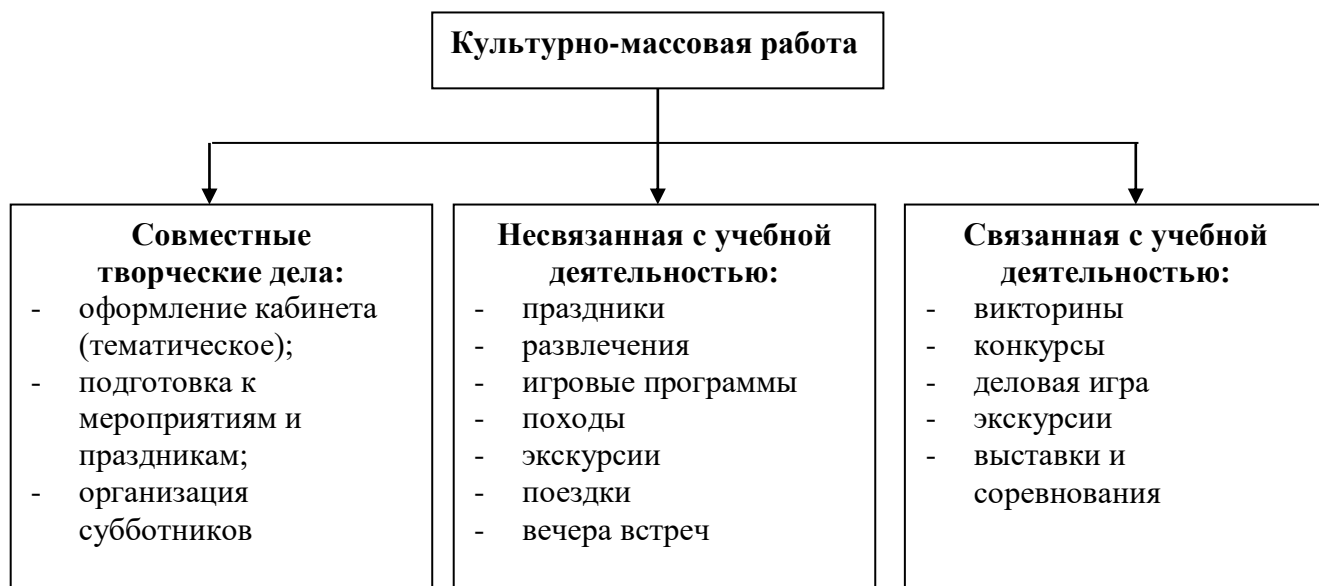 Культурно-массовая работа
Совместные
творческие дела:
- оформление кабинета
(тематическое);
- подготовка к
мероприятиям и
праздникам;
- организация
субботников
Несвязанная с учебной
деятельностью:
- праздники
- развлечения
- игровые программы
- походы
- экскурсии
- поездки
- вечера встреч
Связанная с учебной
деятельностью:
- викторины
- конкурсы
- деловая игра
- экскурсии
- выставки и
соревнования